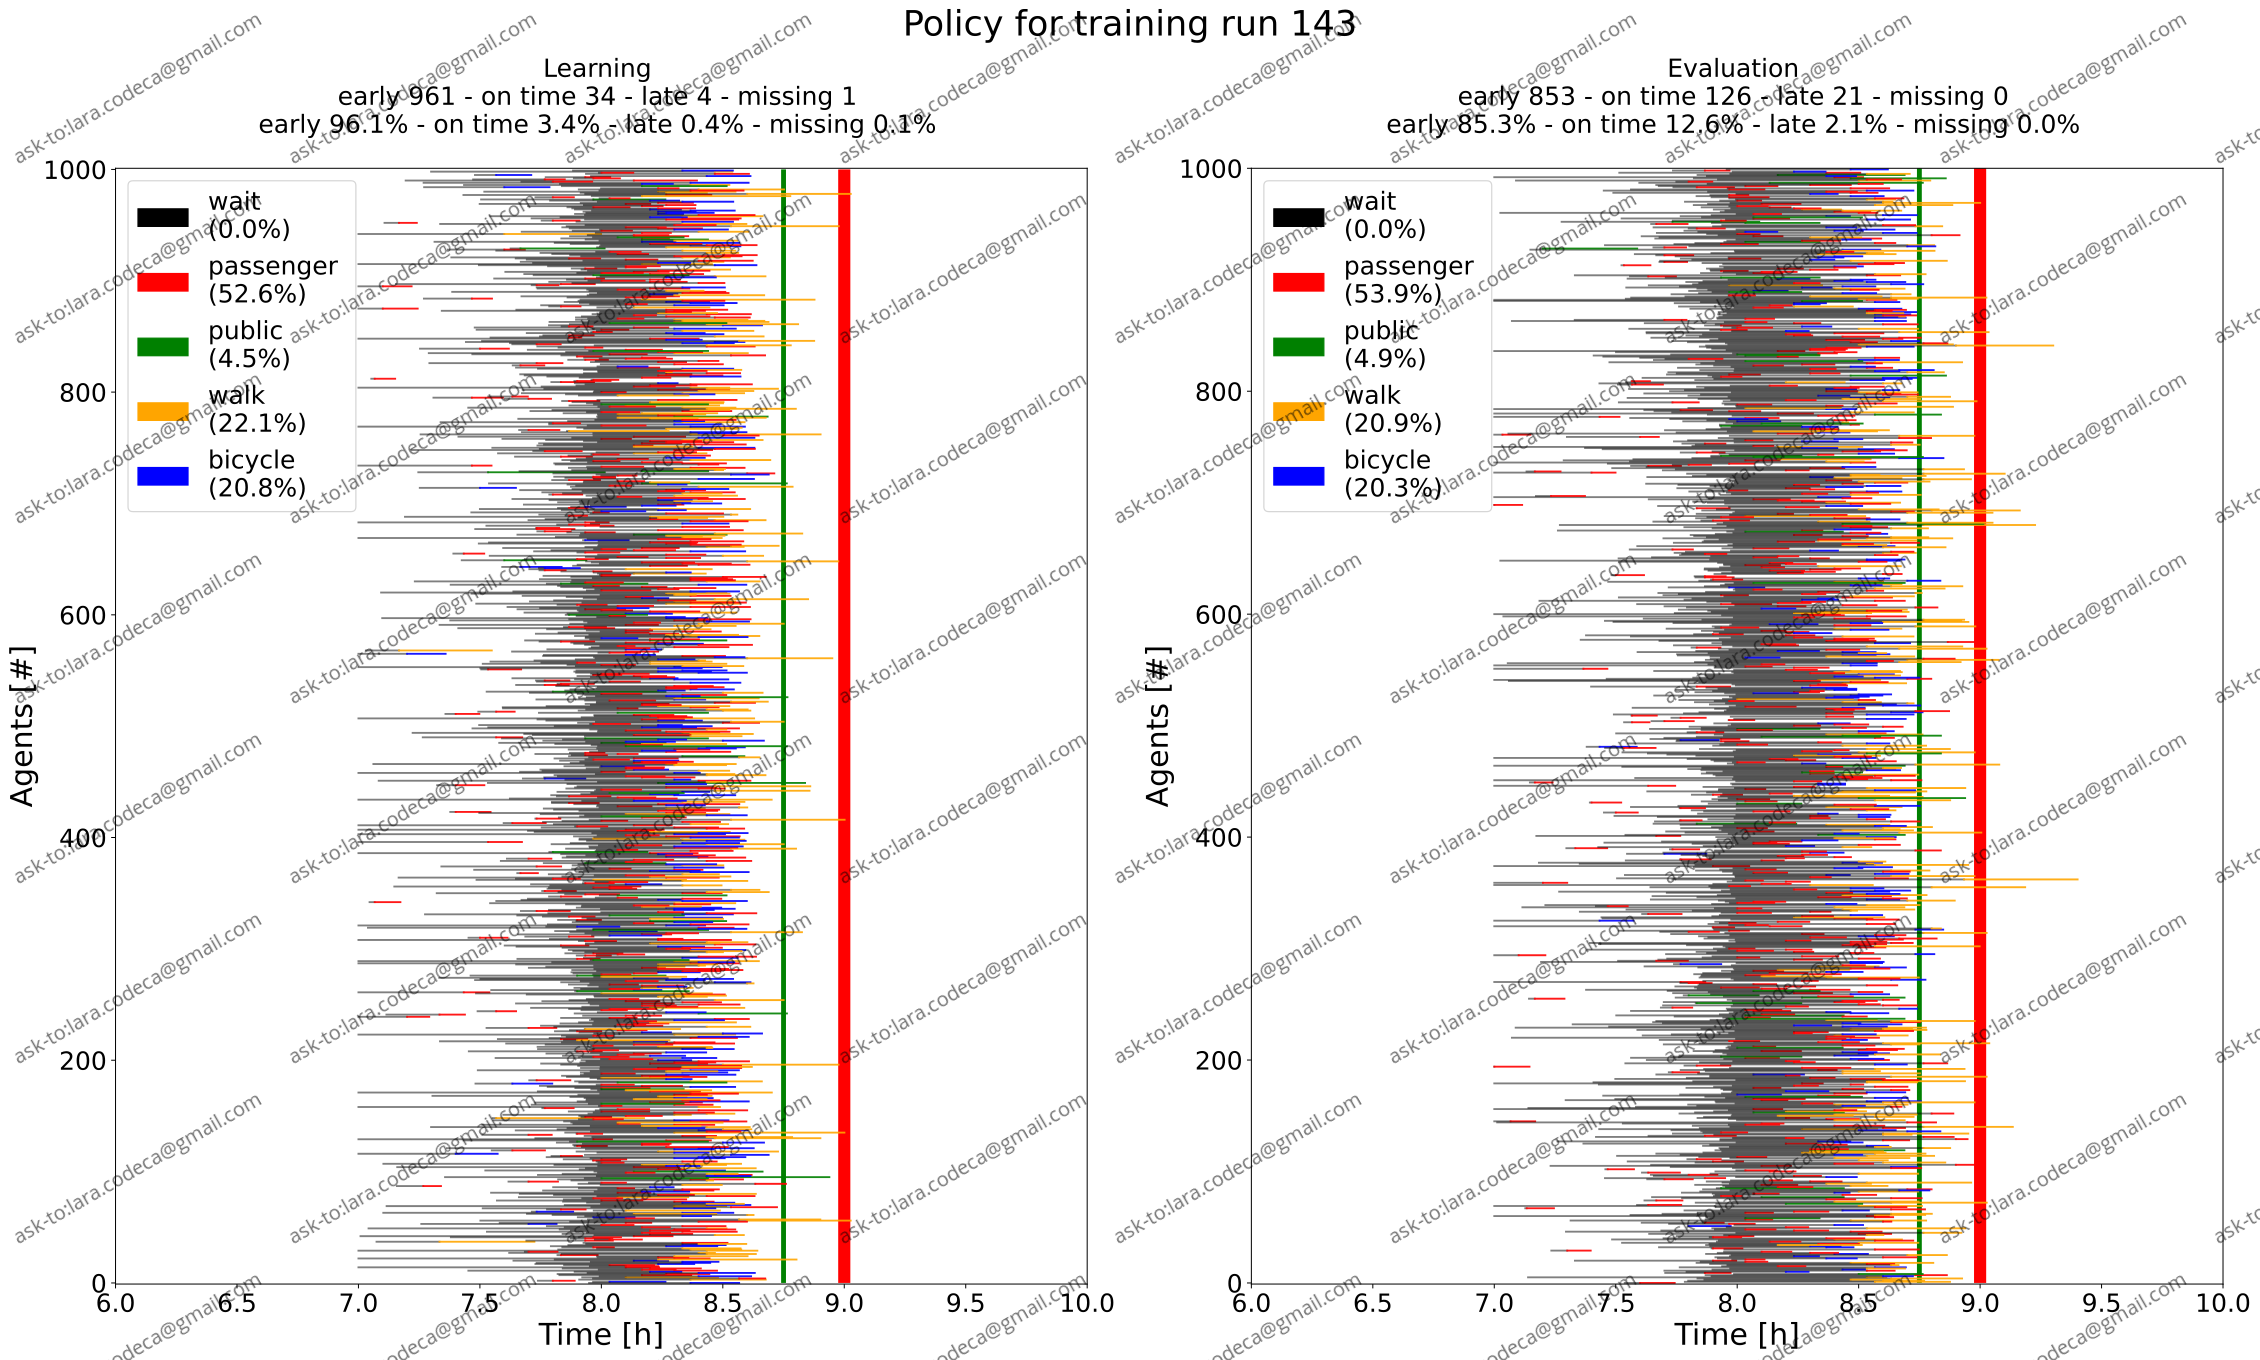 Policy for training run 143
Learning
early 961 - on time 34 - late 4 - missing 1
early 96.1% - on time 3.4% - late 0.4% - missing 0.1%
1000
800
600
400
200
0
Agents [#]
wait
(0.0%)
passenger
(52.6%)
public
(4.5%)
walk
(22.1%)
bicycle
(20.8%)
6.0 6.5 7.0 7.5 8.0 8.5 9.0 9.5 10.0
Time [h]
Evaluation
early 853 - on time 126 - late 21 - missing 0
early 85.3% - on time 12.6% - late 2.1% - missing 0.0%
1000
800
600
400
200
0
Agents [#]
wait
(0.0%)
passenger
(53.9%)
public
(4.9%)
walk
(20.9%)
bicycle
(20.3%)
6.0 6.5 7.0 7.5 8.0 8.5 9.0 9.5 10.0
Time [h]
ask-to:lara.codeca@gmail.com